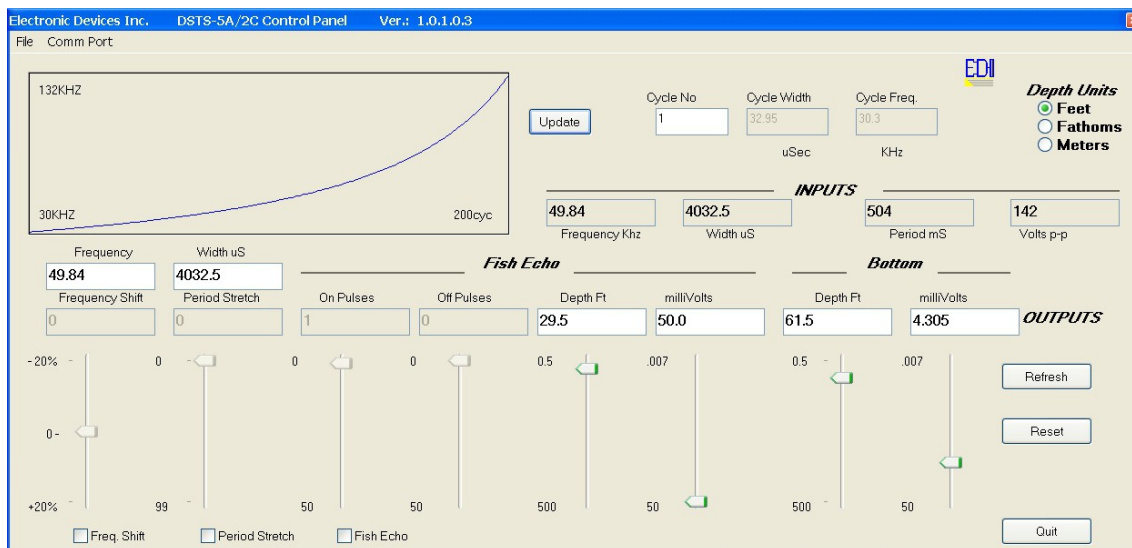 Electronic Devices Inc. DSTS-5A/2C Control Panel Ver.: 1.0.1.0.3
File Comm Port
EDI
132KHZ
30KHZ 200cyc
Update
Cycle No Cycle Width Cycle Freq.
1 32.95 30.3
uSec KHz
Depth Units
Feet
Fathoms
Meters
INPUTS
49.84 4032.5 504 142
Frequency Khz Width uS Period mS Volts p-p
Frequency Width uS
49.84 4032.5
Fish Echo Bottom
Frequency Shift Period Stretch On Pulses Off Pulses Depth Ft milliVolts Depth Ft milliVolts
0 0 1 0 29.5 50.0 61.5 4.305 OUTPUTS
-20% 0 0 0 0.5 .007 0.5 .007
Refresh
0 Reset
+20% 99 50 50 500 50 500 50
Freq. Shift Period Stretch Fish Echo
Quit